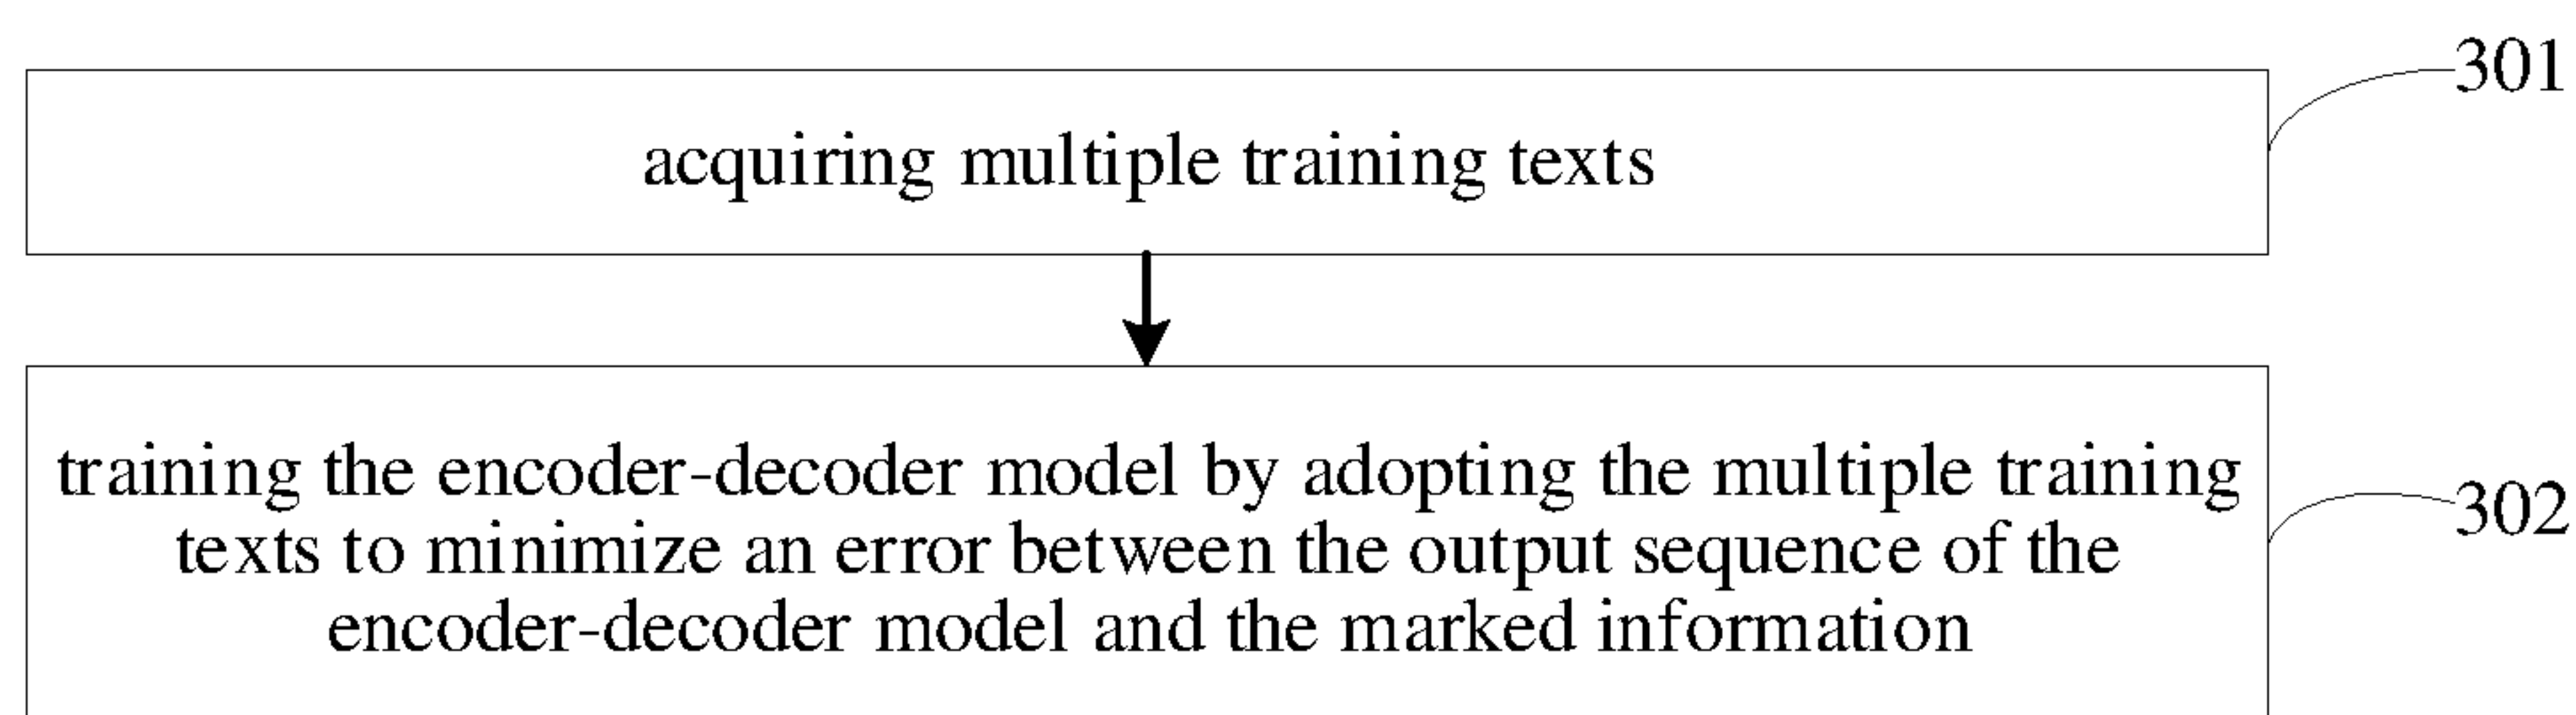 301
acquiring multiple training texts
training the encoder-decoder model by adopting the multiple training
texts to minimize an error between the output sequence of the
encoder-decoder model and the marked information
302